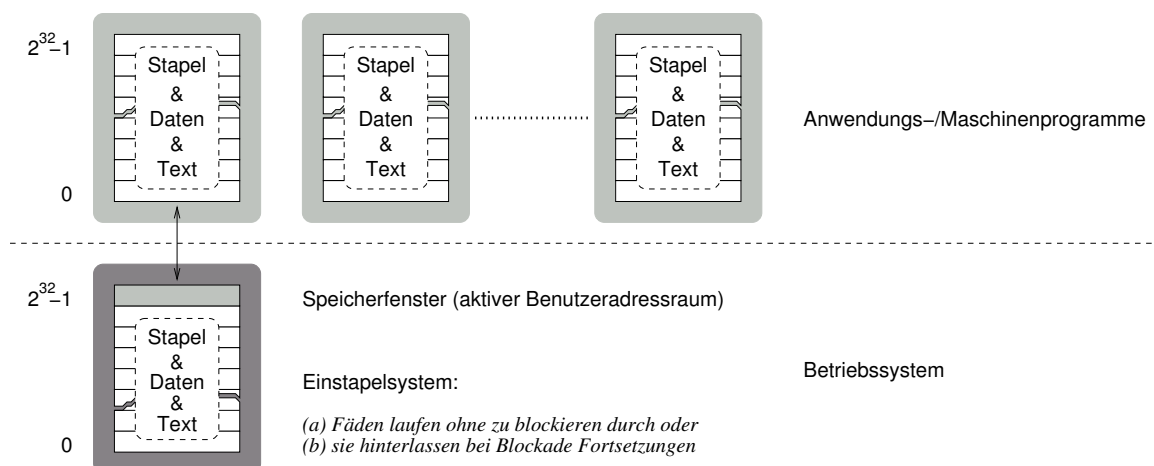 2^32−1
Stapel
&
Daten
&
Text
0
Stapel
&
Daten
&
Text
Stapel
&
Daten
&
Text
Anwendungs−/Maschinenprogramme
2^32−1
Stapel
&
Daten
&
Text
0
Speicherfenster (aktiver Benutzeradressraum)
Einstapelsystem:
(a) Fäden laufen ohne zu blockieren durch oder
(b) sie hinterlassen bei Blockade Fortsetzungen
Betriebssystem